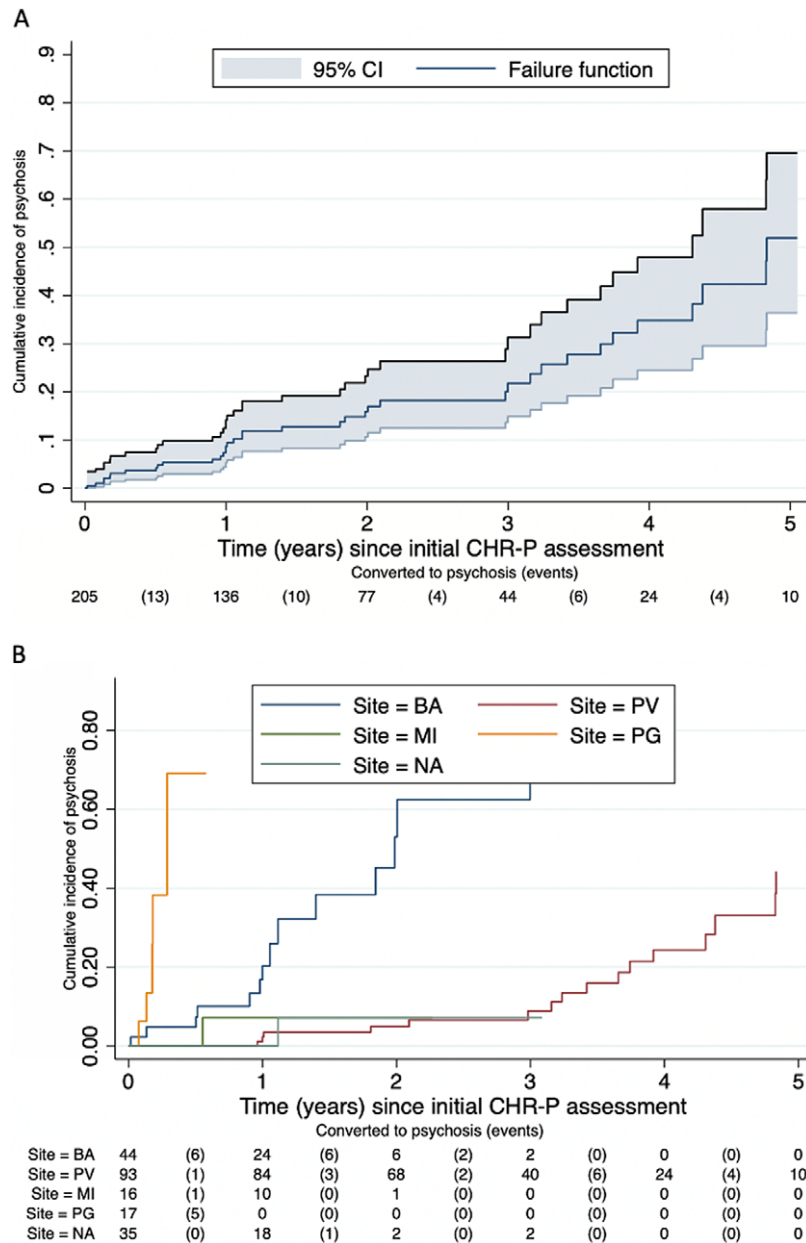 A
95% CI Failure function
Cumulative incidence of psychosis
.9
.8
.7
.6
.5
.4
.3
.2
.1
0
0 1 2 3 4 5
Time (years) since initial CHR-P assessment
Converted to psychosis (events)
205 (13) 136 (10) 77 (4) 44 (6) 24 (4) 10
B
Site = BA Site = PV
Site = MI Site = PG
Site = NA
Cumulative incidence of psychosis
0.80
0.60
0.40
0.20
0.00
0 1 2 3 4 5
Time (years) since initial CHR-P assessment
Converted to psychosis (events)
Site = BA 44 (6) 24 (6) 6 (2) 2 (0) 0 (0) 0
Site = PV 93 (1) 84 (3) 68 (2) 40 (6) 24 (4) 10
Site = MI 16 (1) 10 (0) 1 (0) 0 (0) 0 (0) 0
Site = PG 17 (5) 0 (0) 0 (0) 0 (0) 0 (0) 0
Site = NA 35 (0) 18 (1) 2 (0) 2 (0) 0 (0) 0